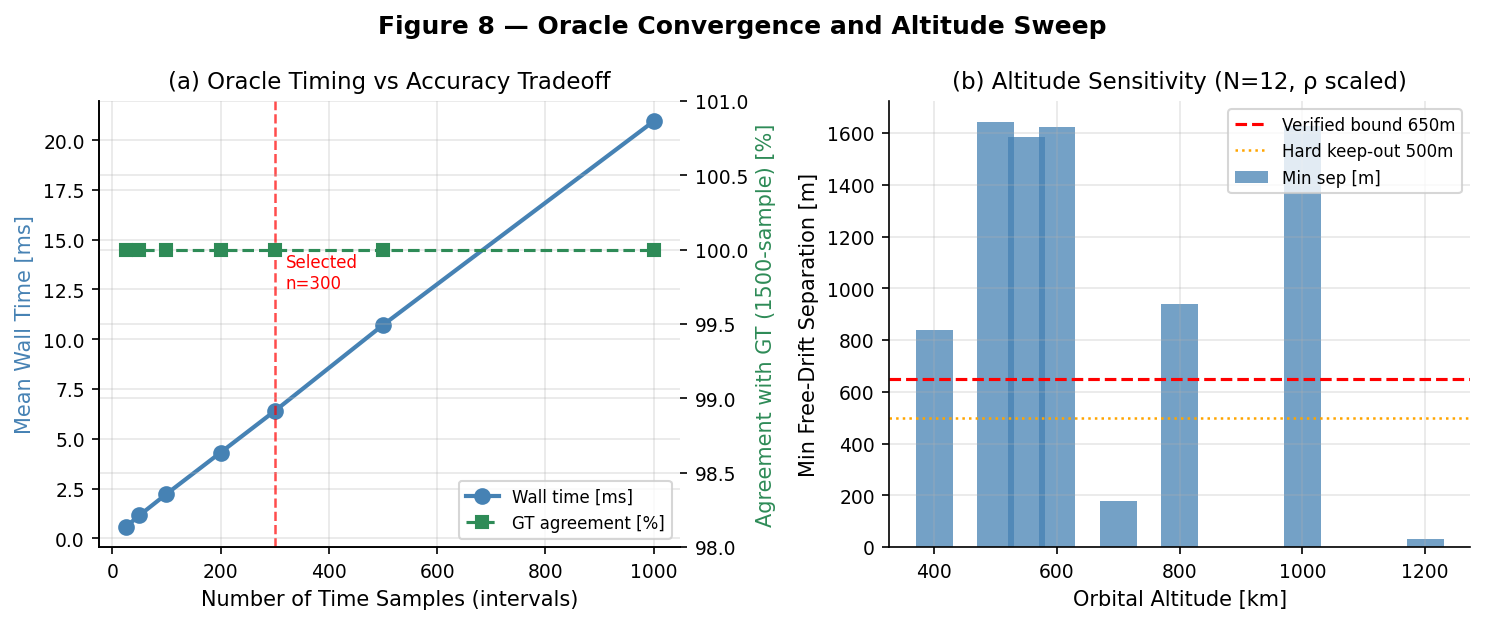 Figure 8 — Oracle Convergence and Altitude Sweep
(a) Oracle Timing vs Accuracy Tradeoff
Mean Wall Time [ms]
20.0
17.5
15.0
12.5
10.0
7.5
5.0
2.5
0.0
0
200
400
600
800
1000
Number of Time Samples (intervals)
101.0
100.5
100.0
99.5
99.0
98.5
98.0
Agreement with GT (1500-sample) [%]
Selected
n=300
Wall time [ms]
GT agreement [%]
(b) Altitude Sensitivity (N=12, ρ scaled)
Min Free-Drift Separation [m]
1600
1400
1200
1000
800
600
400
200
0
400
600
800
1000
1200
Orbital Altitude [km]
Verified bound 650m
Hard keep-out 500m
Min sep [m]